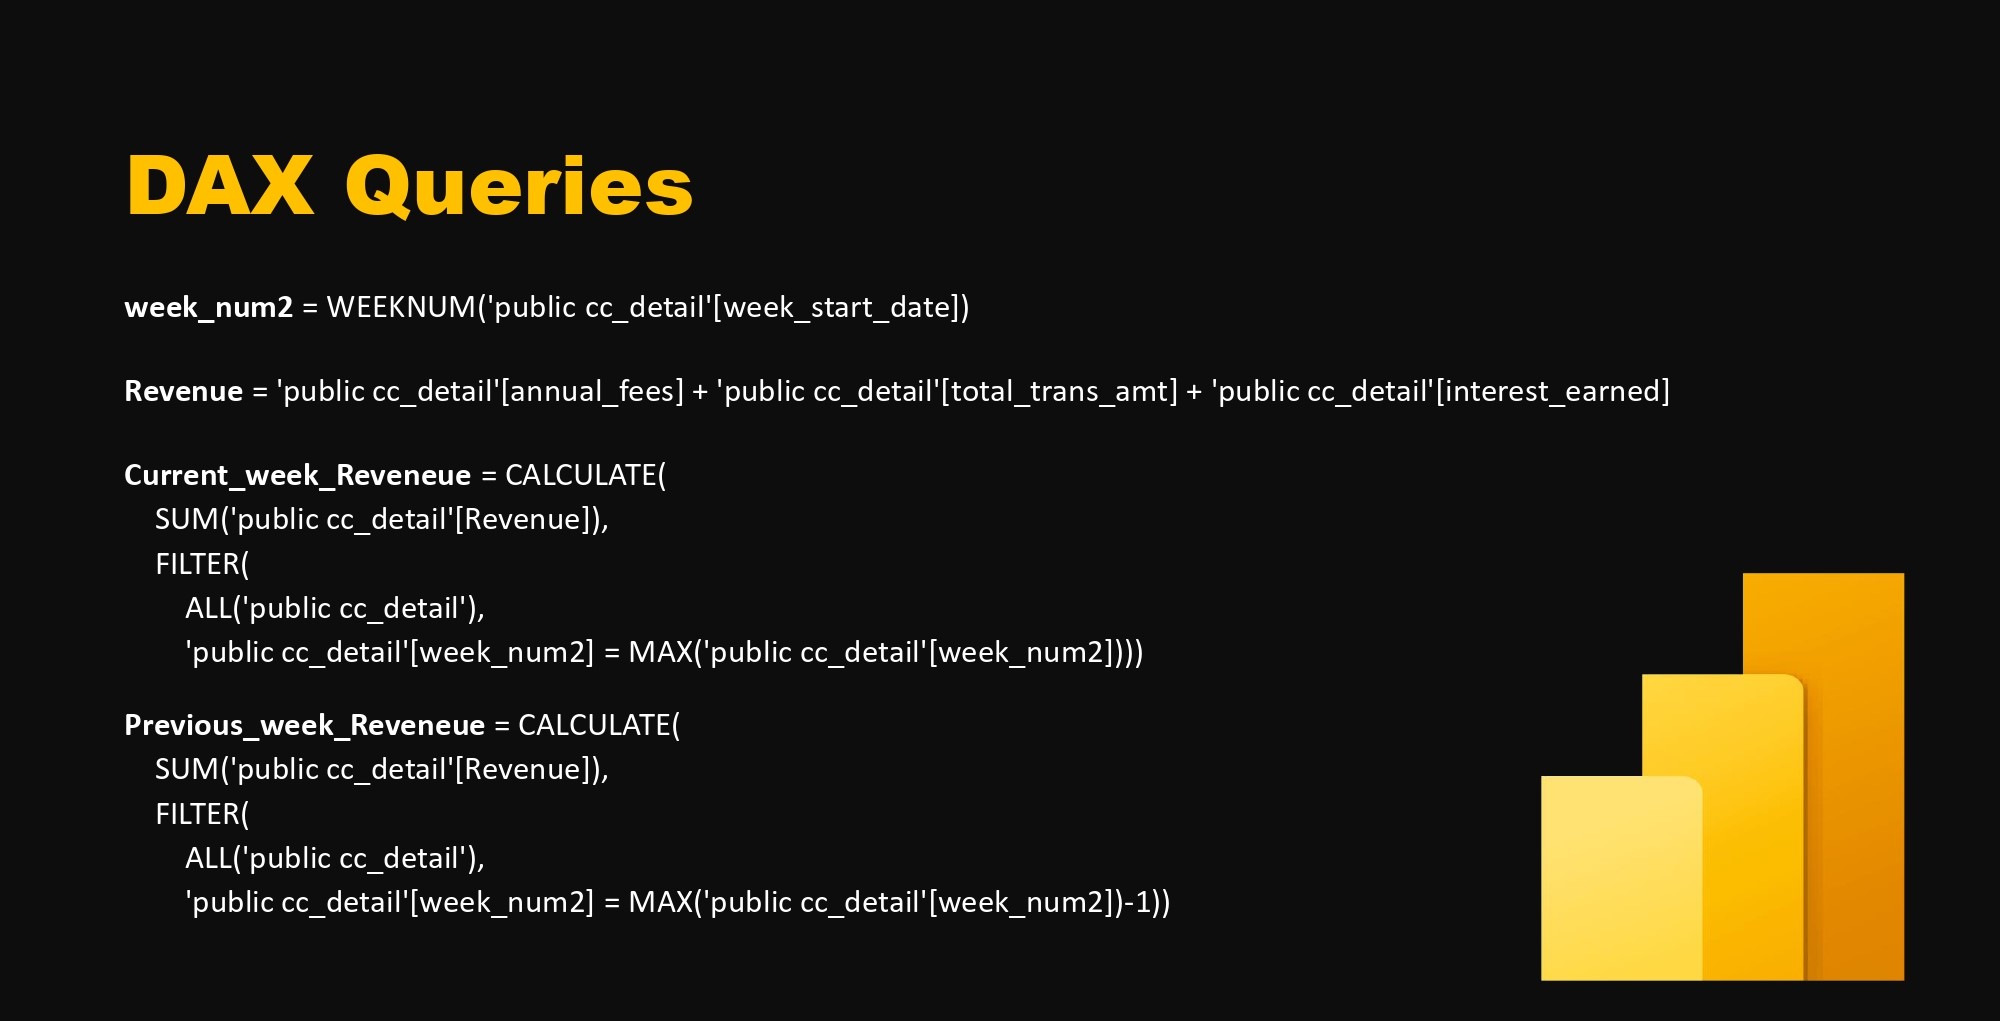 DAX Queries
week_num2 = WEEKNUM('public cc_detail'[week_start_date])
Revenue = 'public cc_detail'[annual_fees] + 'public cc_detail'[total_trans_amt] + 'public cc_detail'[interest_earned]
Current_week_Reveneue = CALCULATE(
SUM('public cc_detail'[Revenue]),
FILTER(
ALL('public cc_detail'),
'public cc_detail'[week_num2] = MAX('public cc_detail'[week_num2])))
Previous_week_Reveneue = CALCULATE(
SUM('public cc_detail'[Revenue]),
FILTER(
ALL('public cc_detail'),
'public cc_detail'[week_num2] = MAX('public cc_detail'[week_num2])-1))